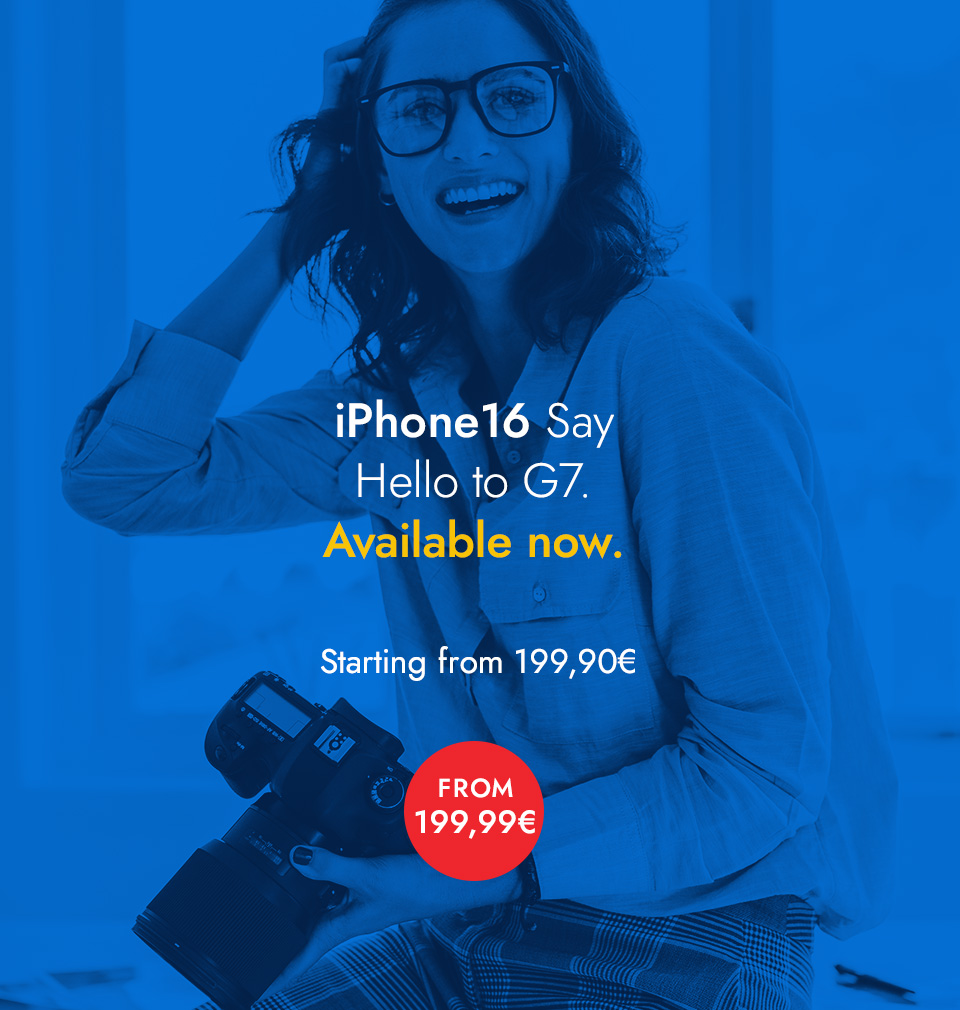 iPhone16 Say
Hello to G7.
Available now.
Starting from 199,90€
FROM
199,99€